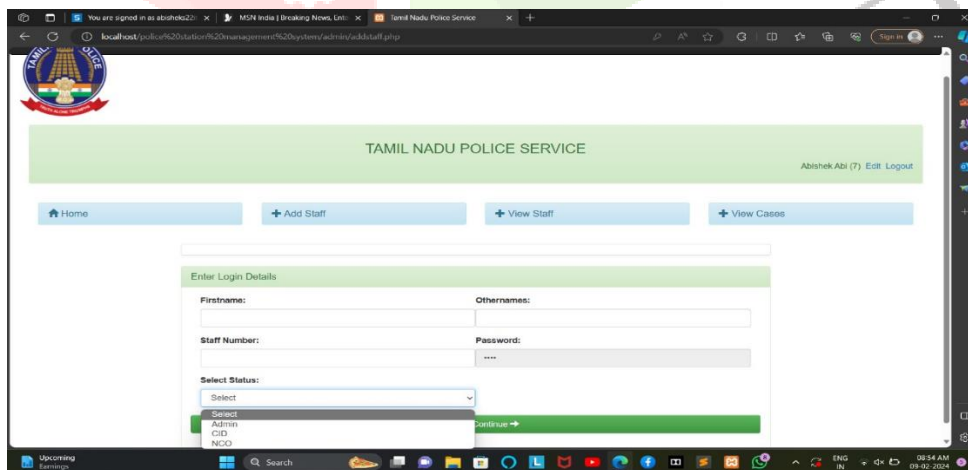 You are signed in as abisheks22
MSN India | Breaking News, Ente
Tamil Nadu Police Service
localhost/police%20station%20management%20system/admin/addstaff.php
Sign in
TAMIL NADU POLICE SERVICE
Abishek Abi (7) Edit Logout
Home
Add Staff
View Staff
View Cases
Enter Login Details
Firstname:
Othernames:
Staff Number:
Password:
Select Status:
Select
Select
Admin
CID
NCO
Continue
Upcoming
Earnings
Search
ENG
IN
08:54 AM
09-02-2024